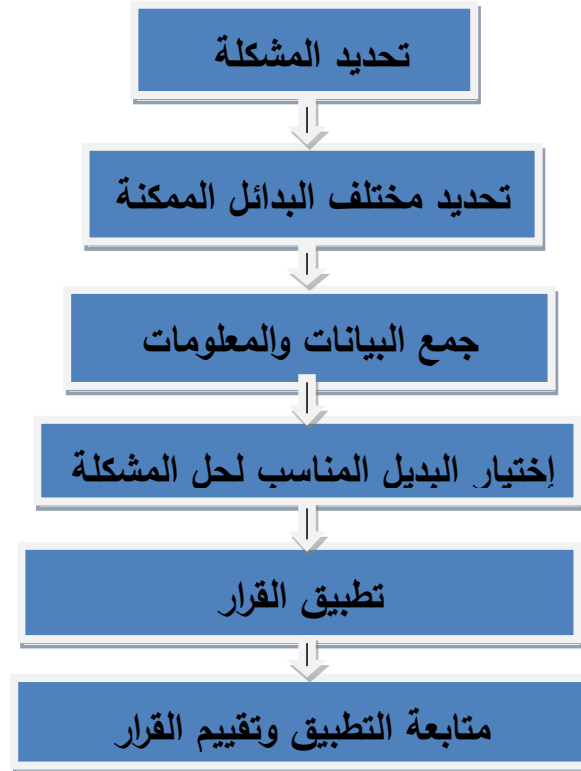 تحديد المشكلة
تحديد مختلف البدائل الممكنة
جمع البيانات والمعلومات
إختيار البديل المناسب لحل المشكلة
تطبيق القرار
متابعة التطبيق وتقييم القرار